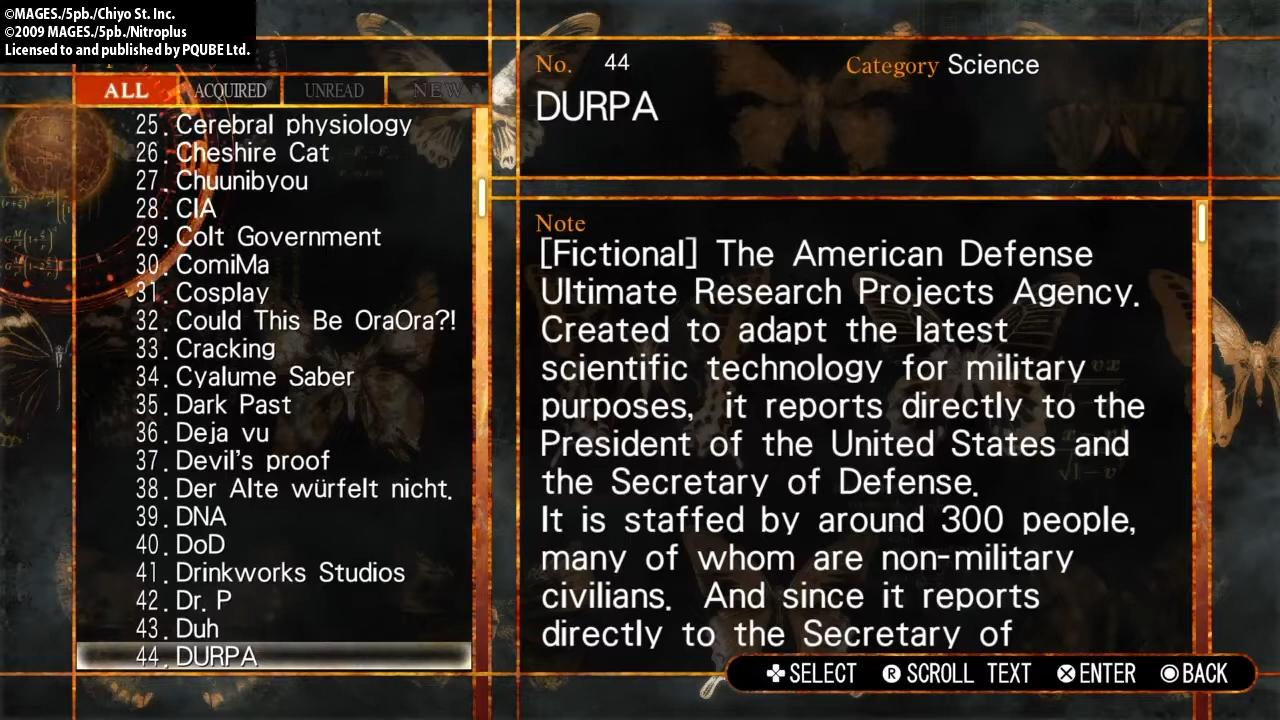 ©MAGES./5pb./Chiyo St. Inc.
©2009 MAGES./5pb./Nitroplus
Licensed to and published by PQUBE Ltd.
ALL
ACQUIRED
UNREAD
NEW
25. Cerebral physiology
26. Cheshire Cat
27. Chuunibyou
28. CIA
29. Colt Government
30. ComiMa
31. Cosplay
32. Could This Be OraOra?!
33. Cracking
34. Cyalume Saber
35. Dark Past
36. Deja vu
37. Devil's proof
38. Der Alte würfelt nicht.
39. DNA
40. DoD
41. Drinkworks Studios
42. Dr. P
43. Duh
44. DURPA
No. 44
Category Science
DURPA
Note
[Fictional] The American Defense
Ultimate Research Projects Agency.
Created to adapt the latest
scientific technology for military
purposes, it reports directly to the
President of the United States and
the Secretary of Defense.
It is staffed by around 300 people,
many of whom are non-military
civilians. And since it reports
directly to the Secretary of
SELECT
R SCROLL TEXT
ENTER
BACK